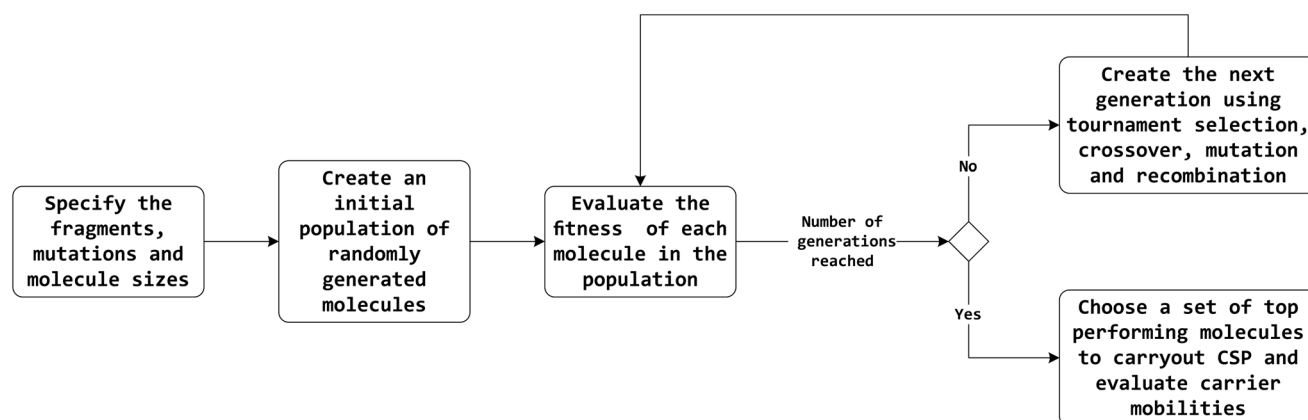 Specify the
fragments,
mutations and
molecule sizes
Create an
initial
population of
randomly
generated
molecules
Evaluate the
fitness of each
molecule in the
population
Number of
generations
reached
No
Yes
Create the next
generation using
tournament selection,
crossover, mutation
and recombination
Choose a set of top
performing molecules
to carryout CSP and
evaluate carrier
mobilities